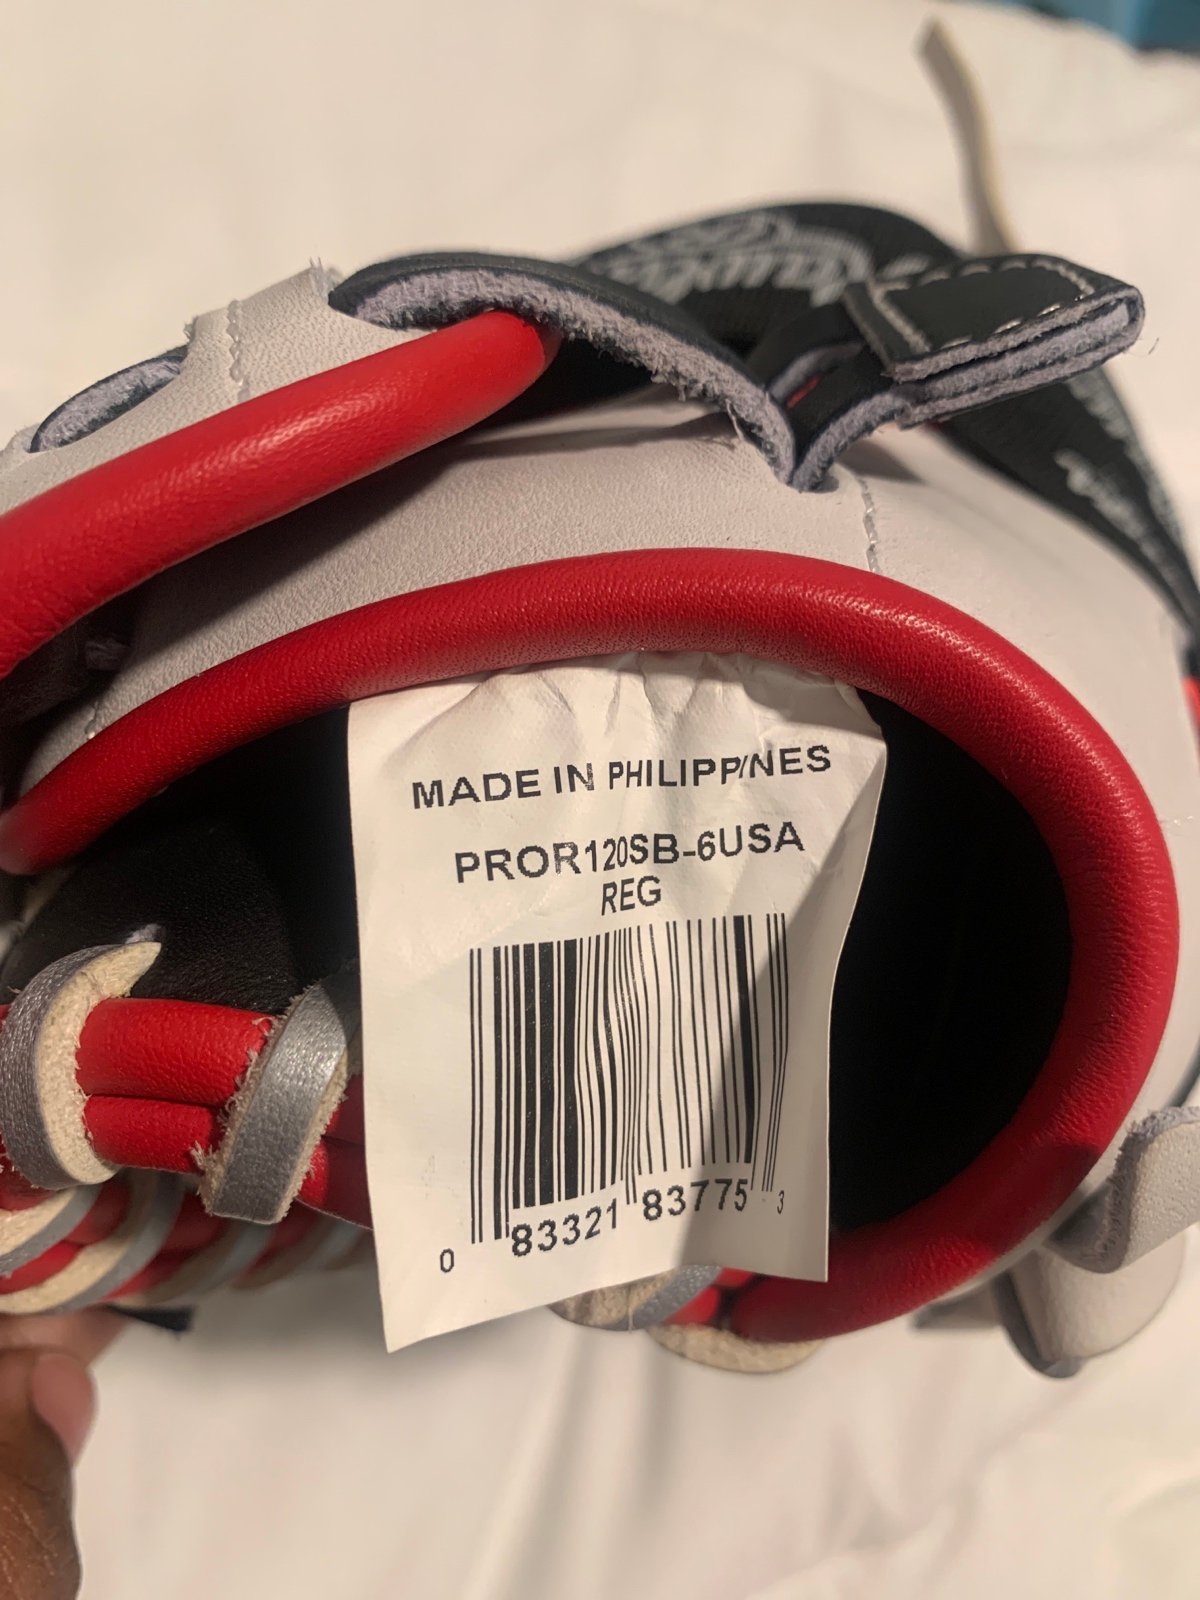 MADE IN PHILIPPINES
PROR120SB-6USA
REG
0 83321 83775 3